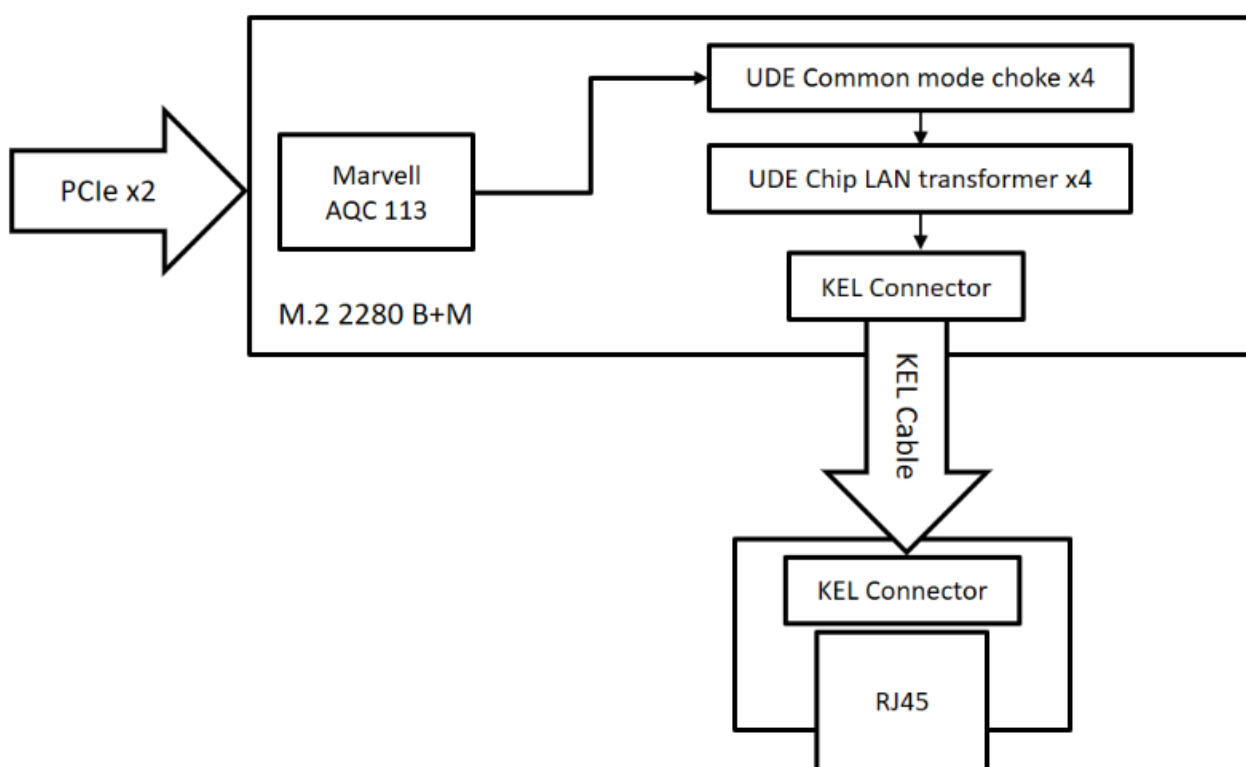 PCIe x2
Marvell
AQC 113
M.2 2280 B+M
UDE Common mode choke x4
UDE Chip LAN transformer x4
KEL Connector
KEL Cable
KEL Connector
RJ45